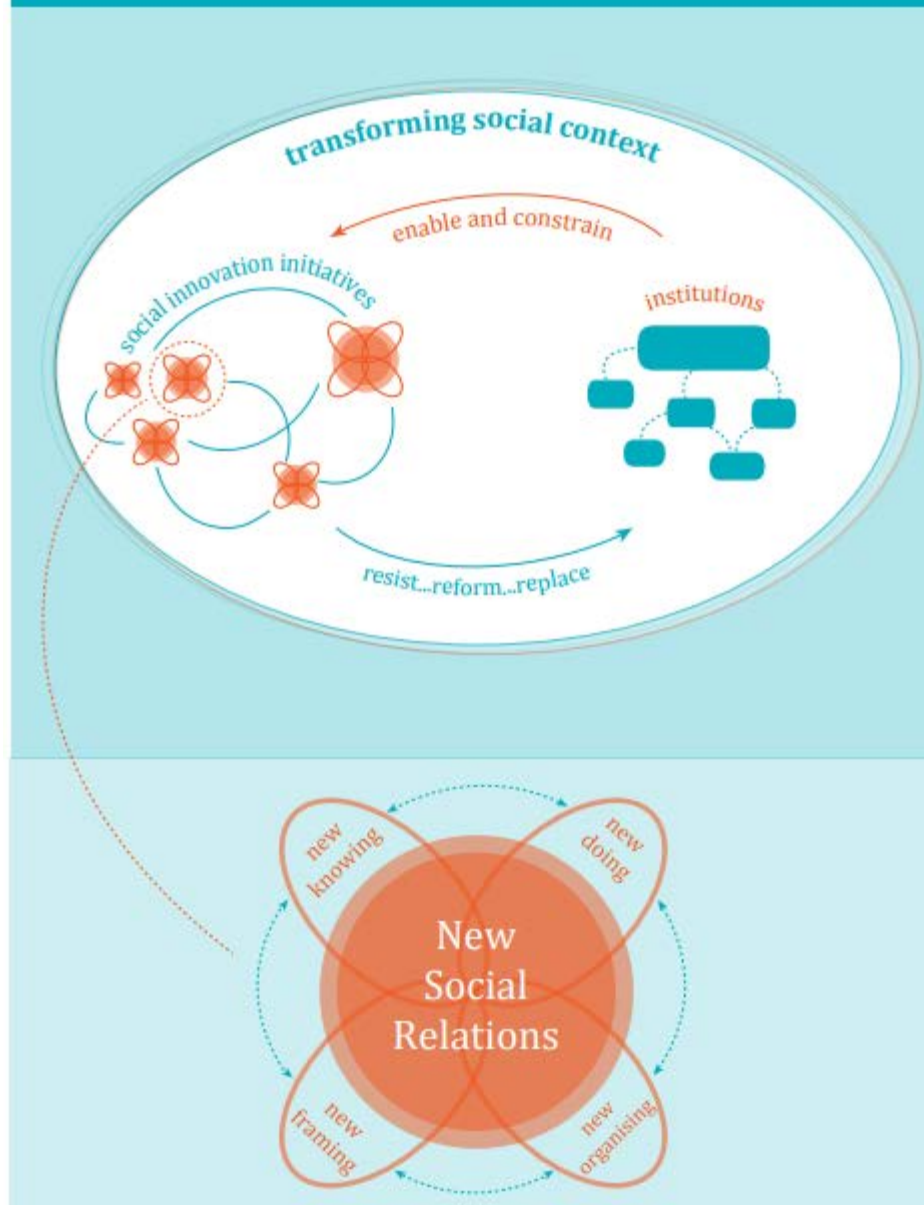 transforming social context
enable and constrain
social innovation initiatives
institutions
resist...reform...replace
new
knowing
new
doing
New
Social
Relations
new
framing
new
organising